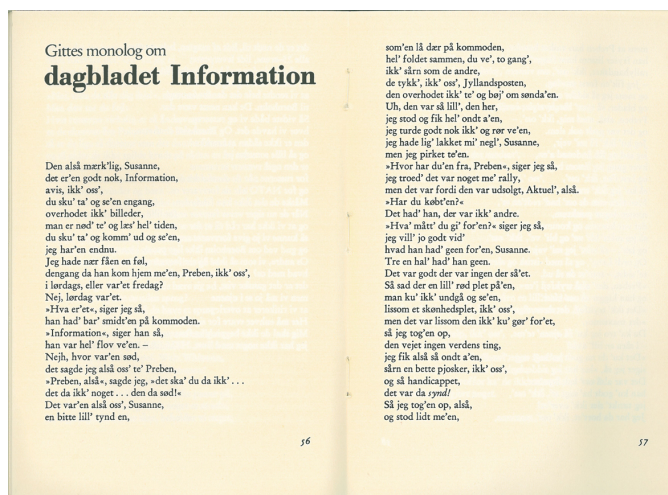 Gittes monolog om
dagbladet Information
Den alså mærk'lig, Susanne,
det er'en godt nok, Information,
avis, ikk' oss',
du sku' ta' og se'en engang,
overhodet ikk' billeder,
man er nød' te' og læs' hel' tiden,
du sku' ta' og komm' ud og se'en,
jeg har'en endnu.
Jeg hade nær fåen en føl,
dengang da han kom hjem me'en, Preben, ikk' oss',
i lørdags, eller var'et fredag?
Nej, lørdag var'et.
»Hva er'et«, siger jeg så,
han had' bar' smidt'en på kommoden.
»Information«, siger han så,
han var hel' flov ve'en. –
Nejh, hvor var'en sød,
det sagde jeg alså oss' te' Preben,
»Preben, alså«, sagde jeg, »det ska' du da ikk' . . .
det da ikk' noget . . . den da sød!«
Det var'en alså oss', Susanne,
en bitte lill' tynd en,
56
som'en lå dær på kommoden,
hel' foldet sammen, du ve', to gang',
ikk' sårn som de andre,
de tykk', ikk' oss', Jyllandsposten,
den overhodet ikk' te' og bøj' om sønda'en.
Uh, den var så lill', den her,
jeg stod og fik hel' ondt a'en,
jeg turde godt nok ikk' og rør ve'en,
jeg hade lig' lakket mi' negl', Susanne,
men jeg pirket te'en.
»Hvor har du'en fra, Preben«, siger jeg så,
jeg troed' det var noget me' rally,
men det var fordi den var udsolgt, Aktuel', alså.
»Har du købt'en?«
Det had' han, der var ikk' andre.
»Hva' mått' du gi' for'en?« siger jeg så,
jeg vill' jo godt vid'
hvad han had' geen for'en, Susanne.
Tre en hal' had' han geen.
Det var godt der var ingen der så'et.
Så sad der en lill' rød plet på'en,
man ku' ikk' undgå og se'en,
lissom et skønhedsplet, ikk' oss',
men det var lissom den ikk' ku' gør' for'et,
så jeg tog'en op,
den vejet ingen verdens ting,
jeg fik alså så ondt a'en,
sårn en bette pjosker, ikk' oss',
og så handicappet,
det var da synd!
Så jeg tog'en op, alså,
og stod lidt me'en,
57